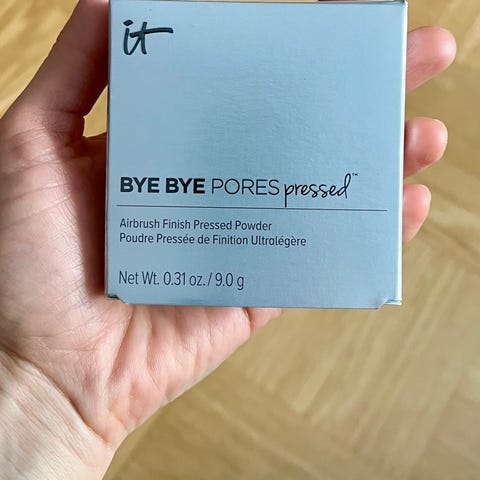 it
BYE BYE PORES pressed™
Airbrush Finish Pressed Powder
Poudre Pressée de Finition Ultralégère
Net Wt. 0.31 oz. / 9.0 g